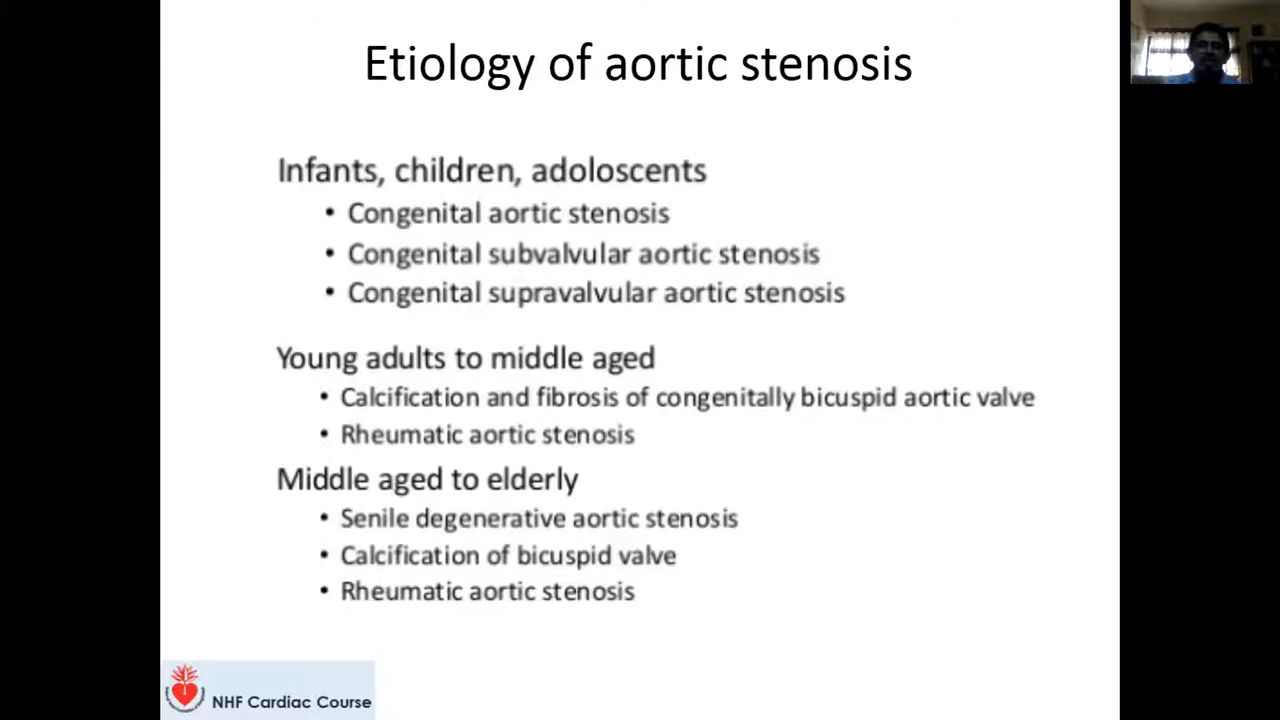 Etiology of aortic stenosis
Infants, children, adoloscents
• Congenital aortic stenosis
• Congenital subvalvular aortic stenosis
• Congenital supravalvular aortic stenosis
Young adults to middle aged
• Calcification and fibrosis of congenitally bicuspid aortic valve
• Rheumatic aortic stenosis
Middle aged to elderly
• Senile degenerative aortic stenosis
• Calcification of bicuspid valve
• Rheumatic aortic stenosis
NHF Cardiac Course